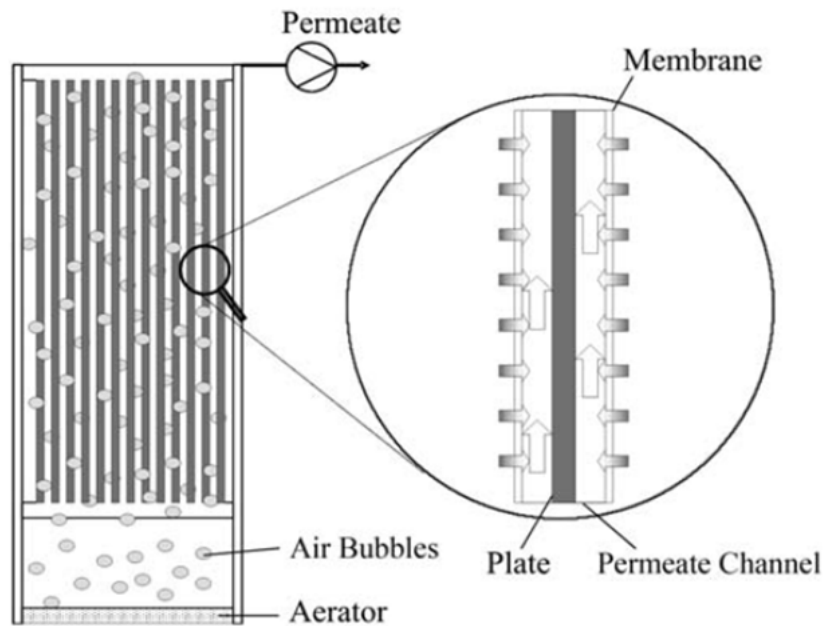 Permeate
Membrane
Air Bubbles
Plate
Permeate Channel
Aerator